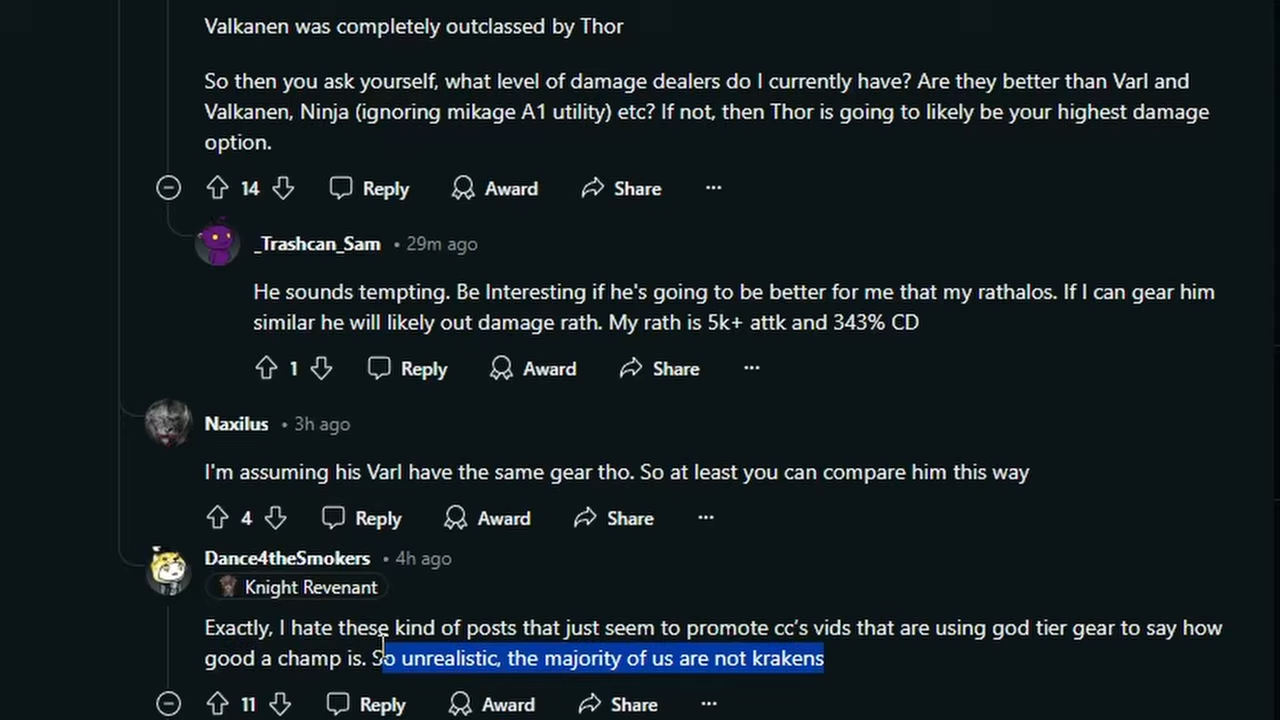 Valkanen was completely outclassed by Thor
So then you ask yourself, what level of damage dealers do I currently have? Are they better than Varl and
Valkanen, Ninja (ignoring mikage A1 utility) etc? If not, then Thor is going to likely be your highest damage
option.
14 Reply Award Share ...
_Trashcan_Sam • 29m ago
He sounds tempting. Be Interesting if he's going to be better for me that my rathalos. If I can gear him
similar he will likely out damage rath. My rath is 5k+ attk and 343% CD
1 Reply Award Share ...
Naxilus • 3h ago
I'm assuming his Varl have the same gear tho. So at least you can compare him this way
4 Reply Award Share ...
Dance4theSmokers • 4h ago
Knight Revenant
Exactly, I hate these kind of posts that just seem to promote cc’s vids that are using god tier gear to say how
good a champ is. So unrealistic, the majority of us are not krakens
11 Reply Award Share ...